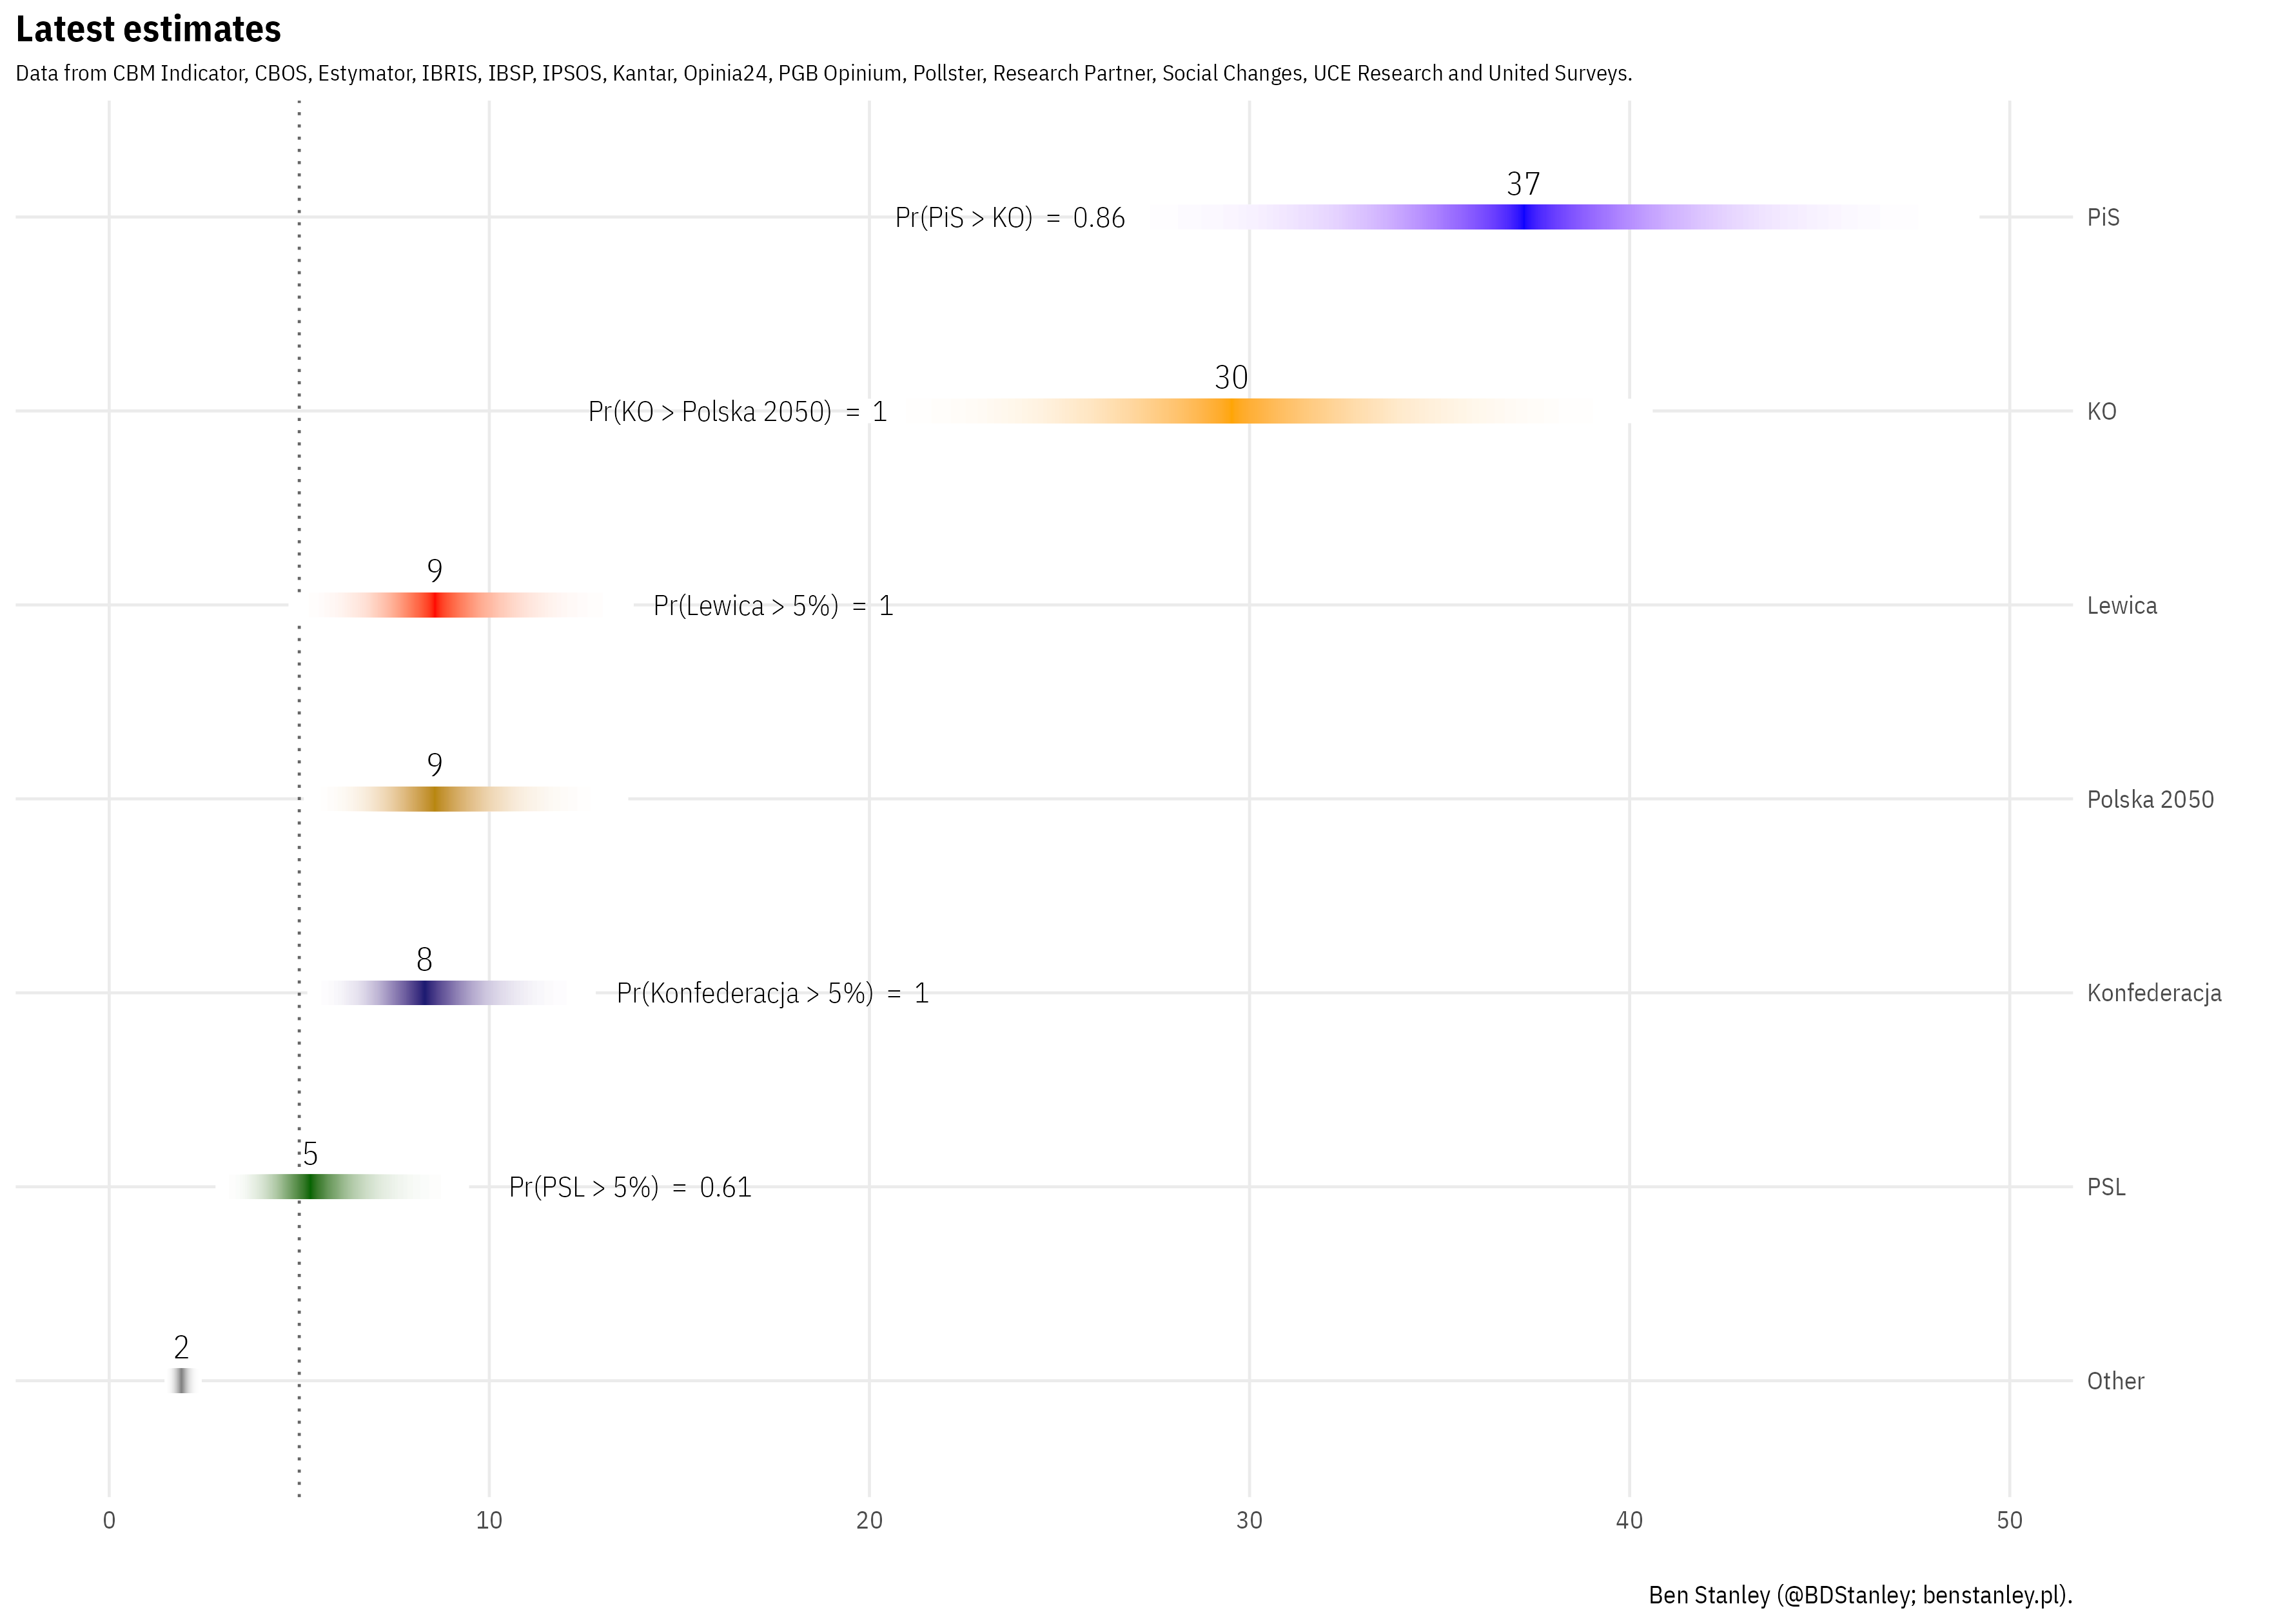 Latest estimates
Data from CBM Indicator, CBOS, Estymator, IBRIS, IBSP, IPSOS, Kantar, Opinia24, PGB Opinium, Pollster, Research Partner, Social Changes, UCE Research and United Surveys.
37
Pr(PiS > KO) = 0.86
PiS
30
Pr(KO > Polska 2050) = 1
KO
9
Pr(Lewica > 5%) = 1
Lewica
9
Polska 2050
8
Pr(Konfederacja > 5%) = 1
Konfederacja
5
Pr(PSL > 5%) = 0.61
PSL
2
Other
0 10 20 30 40 50
Ben Stanley (@BDStanley; benstanley.pl).